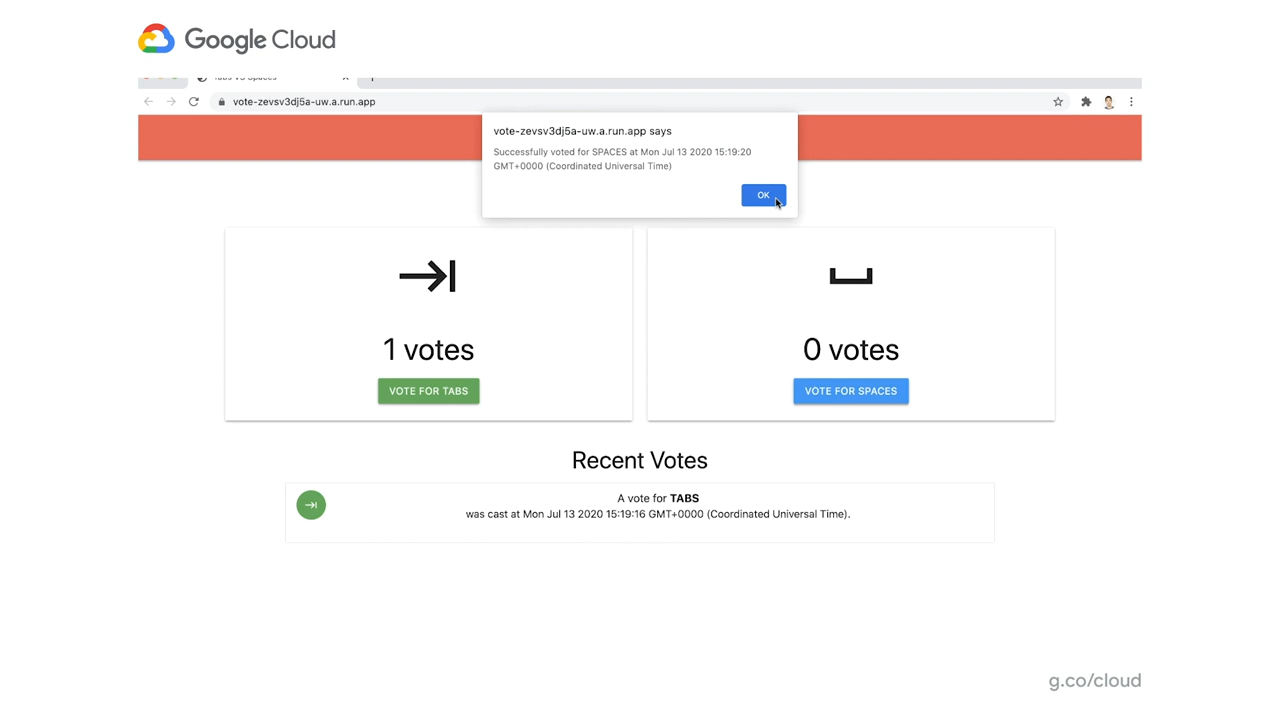 Google Cloud
Tabs VS Spaces
vote-zevsv3dj5a-uw.a.run.app
vote-zevsv3dj5a-uw.a.run.app says
Successfully voted for SPACES at Mon Jul 13 2020 15:19:20
GMT+0000 (Coordinated Universal Time)
OK
1 votes
VOTE FOR TABS
0 votes
VOTE FOR SPACES
Recent Votes
A vote for TABS
was cast at Mon Jul 13 2020 15:19:16 GMT+0000 (Coordinated Universal Time).
g.co/cloud